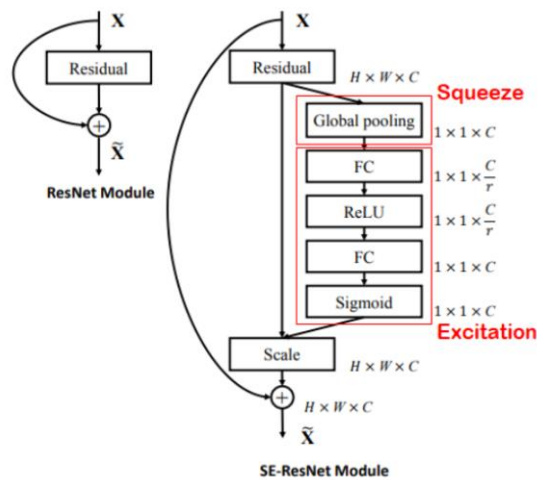 X
Residual
+
X̃
ResNet Module
X
Residual
H × W × C
Squeeze
Global pooling
1 × 1 × C
FC
1 × 1 × C/r
ReLU
1 × 1 × C/r
FC
1 × 1 × C
Sigmoid
1 × 1 × C
Excitation
Scale
H × W × C
+
H × W × C
X̃
SE-ResNet Module